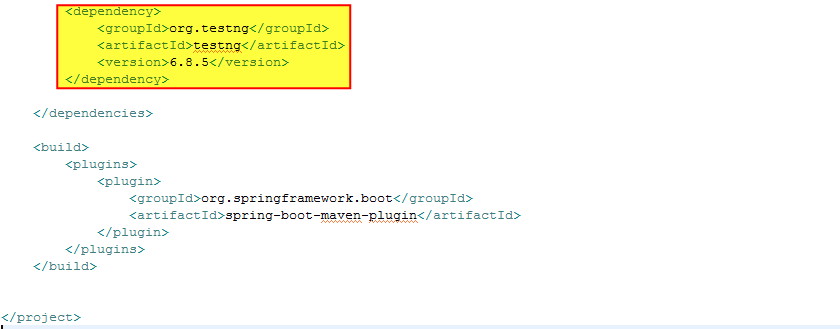 <dependency>
<groupId>org.testng</groupId>
<artifactId>testng</artifactId>
<version>6.8.5</version>
</dependency>
</dependencies>
<build>
<plugins>
<plugin>
<groupId>org.springframework.boot</groupId>
<artifactId>spring-boot-maven-plugin</artifactId>
</plugin>
</plugins>
</build>
</project>